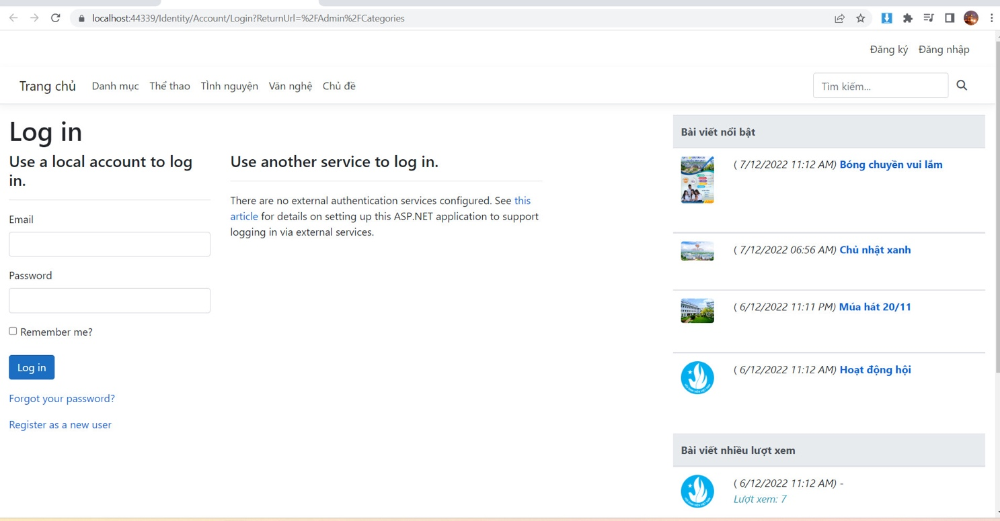 localhost:44339/Identity/Account/Login?ReturnUrl=%2FAdmin%2FCategories
Đăng ký Đăng nhập
Trang chủ Danh mục Thể thao TÌnh nguyện Văn nghệ Chủ đề Tìm kiếm...
Log in
Use a local account to log
in.
Email
Password
Remember me?
Log in
Forgot your password?
Register as a new user
Use another service to log in.
There are no external authentication services configured. See this
article for details on setting up this ASP.NET application to support
logging in via external services.
Bài viết nổi bật
( 7/12/2022 11:12 AM) Bóng chuyền vui lắm
( 7/12/2022 06:56 AM) Chủ nhật xanh
( 6/12/2022 11:11 PM) Múa hát 20/11
( 6/12/2022 11:12 AM) Hoạt động hội
Bài viết nhiều lượt xem
( 6/12/2022 11:12 AM) -
Lượt xem: 7